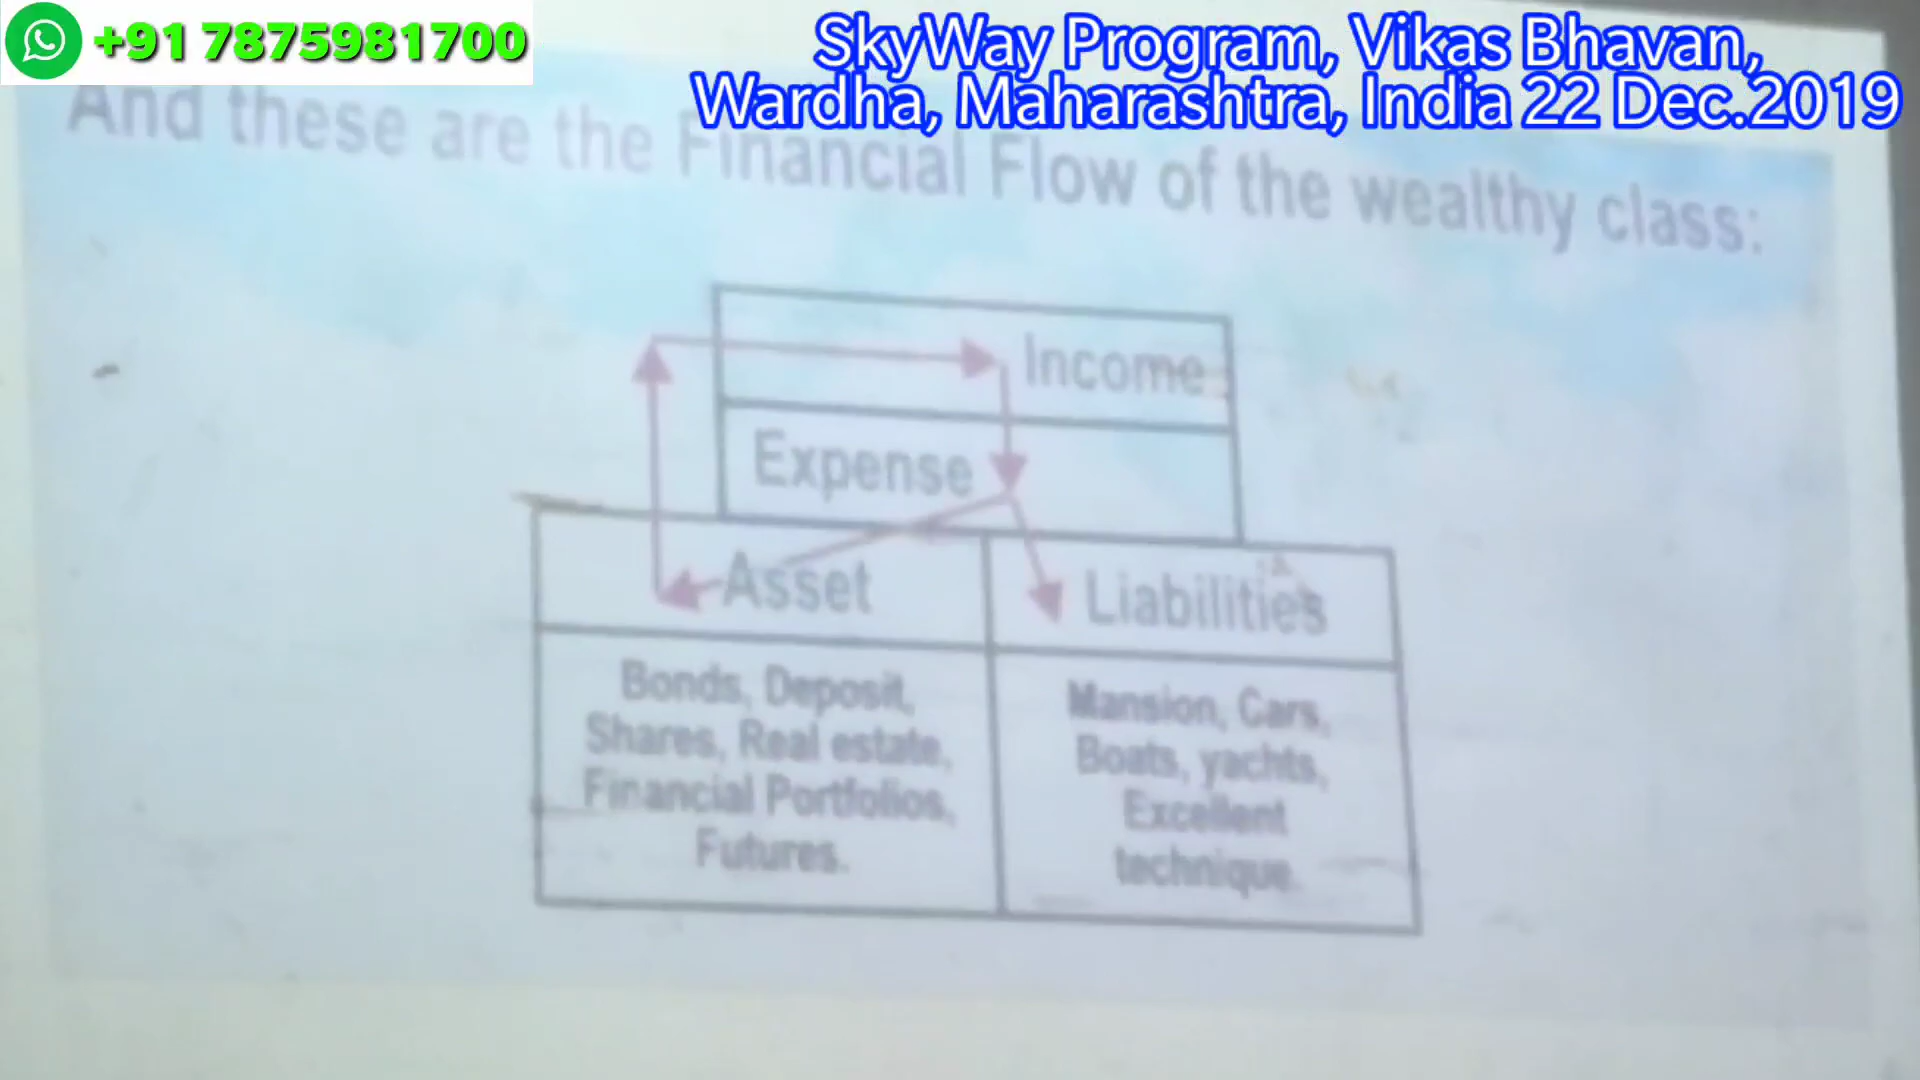 +91 7875981700
SkyWay Program, Vikas Bhavan,
Wardha, Maharashtra, India 22 Dec.2019
And these are the Financial Flow of the wealthy class:
Income
Expense
Asset
Liabilities
Bonds, Deposit,
Shares, Real estate,
Financial Portfolios,
Futures.
Mansion, Cars,
Boats, yachts,
Excellent
technique.